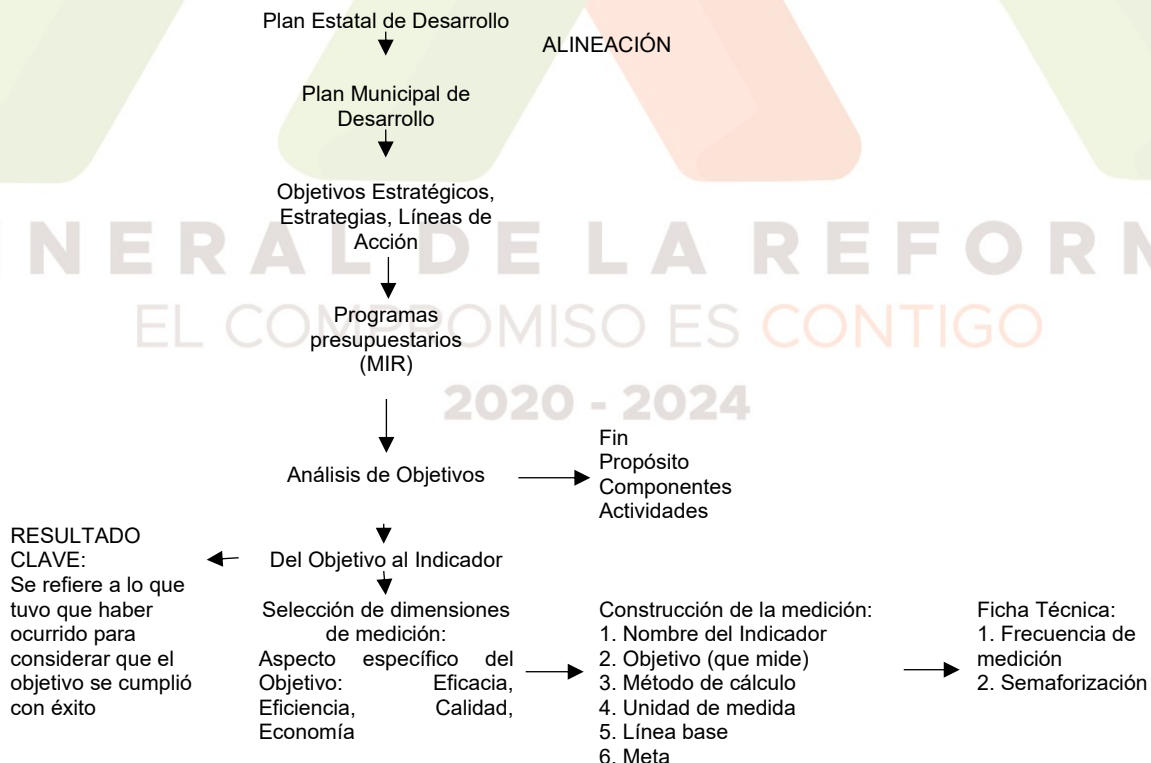 Plan Estatal de Desarrollo
ALINEACIÓN
Plan Municipal de
Desarrollo
Objetivos Estratégicos,
Estrategias, Líneas de
Acción
NERAL DE LA REFORM
EL COMPROMISO ES CONTIGO
Programas
presupuestarios
(MIR)
2020 - 2024
Análisis de Objetivos
Fin
Propósito
Componentes
Actividades
RESULTADO
CLAVE:
Se refiere a lo que
tuvo que haber
ocurrido para
considerar que el
objetivo se cumplió
con éxito
Del Objetivo al Indicador
Selección de dimensiones
de medición:
Aspecto específico del
Objetivo: Eficacia,
Eficiencia, Calidad,
Economía
Construcción de la medición:
1. Nombre del Indicador
2. Objetivo (que mide)
3. Método de cálculo
4. Unidad de medida
5. Línea base
6. Meta
Ficha Técnica:
1. Frecuencia de
medición
2. Semaforización